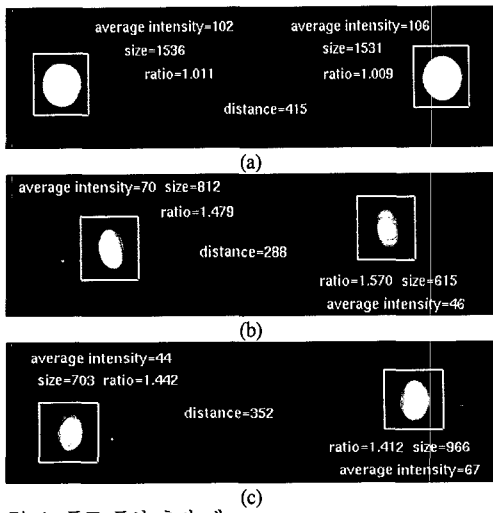 average intensity=102
average intensity=106
size=1536
size=1531
ratio=1.011
ratio=1.009
distance=415
(a)
average intensity=70 size=812
ratio=1.479
distance=288
ratio=1.570 size=615
average intensity=46
(b)
average intensity=44
size=703 ratio=1.442
distance=352
ratio=1.412 size=966
average intensity=67
(c)